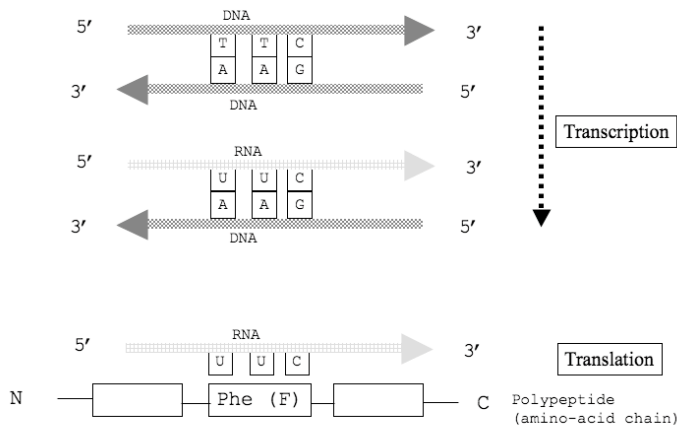 DNA
5′ 3′
T T C
A A G
3′ 5′
DNA
Transcription
RNA
5′ 3′
U U C
A A G
3′ 5′
DNA
RNA
5′ 3′
U U C
Translation
N Phe (F) C Polypeptide
(amino-acid chain)